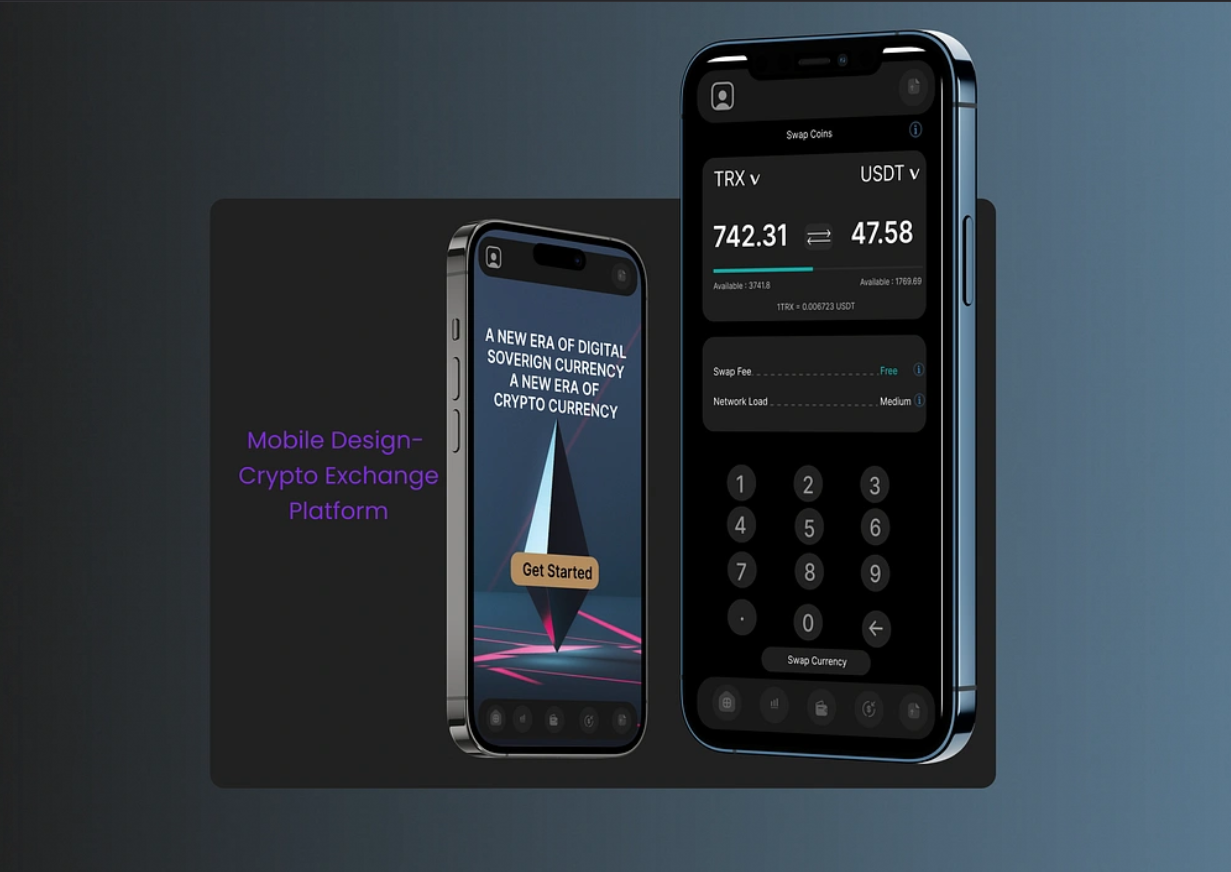 Mobile Design-
Crypto Exchange
Platform
A NEW ERA OF DIGITAL
SOVERIGN CURRENCY
A NEW ERA OF
CRYPTO CURRENCY
Get Started
Swap Coins
TRX USDT
742.31 47.58
Available : 3741.8 Available : 1769.69
1TRX = 0.006723 USDT
Swap Fee Free
Network Load Medium
1 2 3
4 5 6
7 8 9
. 0 ←
Swap Currency